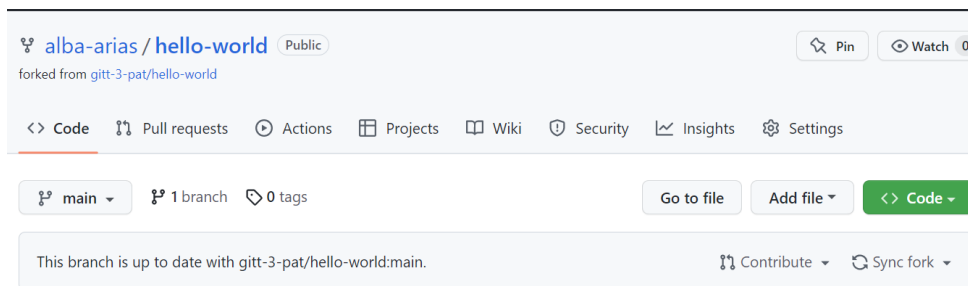 alba-arias / hello-world Public Pin Watch 0
forked from gitt-3-pat/hello-world
<> Code Pull requests Actions Projects Wiki Security Insights Settings
main 1 branch 0 tags Go to file Add file <> Code
This branch is up to date with gitt-3-pat/hello-world:main. Contribute Sync fork